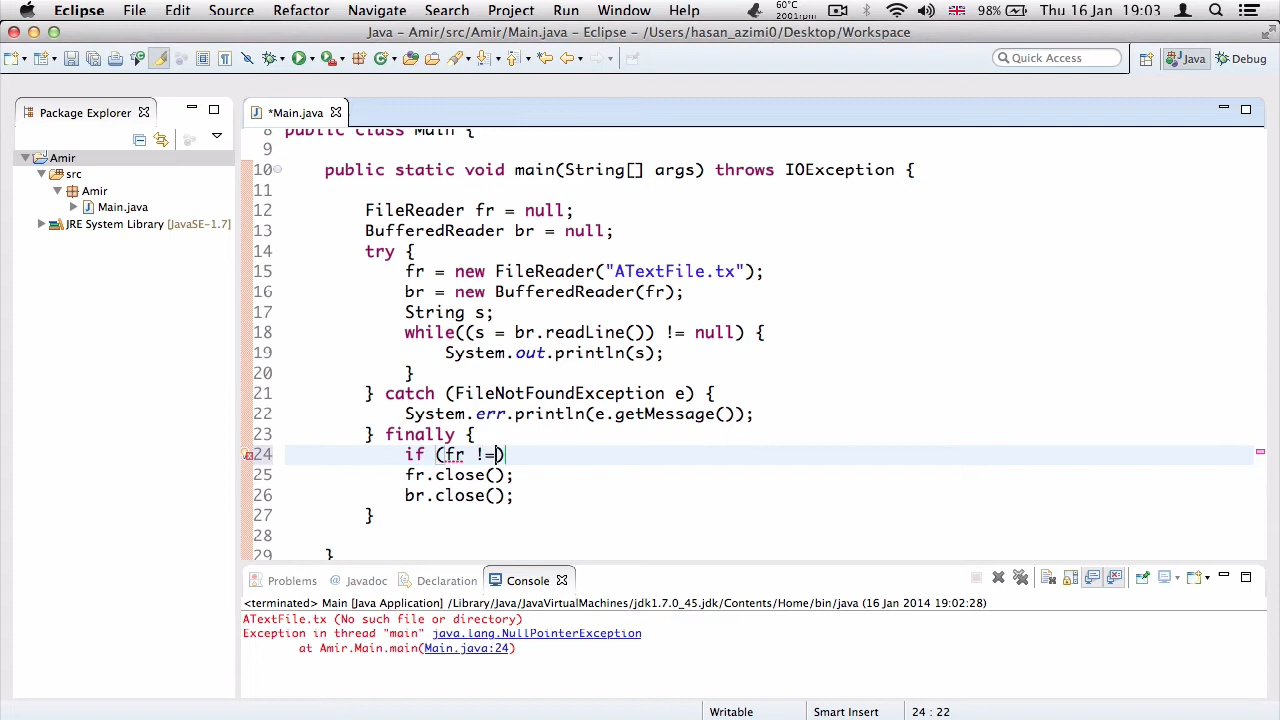 Eclipse File Edit Source Refactor Navigate Search Project Run Window Help 60°C 2001rpm 98% Thu 16 Jan 19:03
Java - Amir/src/Amir/Main.java - Eclipse - /Users/hasan_azimi0/Desktop/Workspace
Quick Access Java Debug
Package Explorer
*Main.java
Amir
src
Amir
Main.java
JRE System Library [JavaSE-1.7]
8 public class Main {
9
10 public static void main(String[] args) throws IOException {
11
12 FileReader fr = null;
13 BufferedReader br = null;
14 try {
15 fr = new FileReader("ATextFile.tx");
16 br = new BufferedReader(fr);
17 String s;
18 while((s = br.readLine()) != null) {
19 System.out.println(s);
20 }
21 } catch (FileNotFoundException e) {
22 System.err.println(e.getMessage());
23 } finally {
24 if (fr !=)
25 fr.close();
26 br.close();
27 }
28
29 }
Problems @ Javadoc Declaration Console
<terminated> Main [Java Application] /Library/Java/JavaVirtualMachines/jdk1.7.0_45.jdk/Contents/Home/bin/java (16 Jan 2014 19:02:28)
ATextFile.tx (No such file or directory)
Exception in thread "main" java.lang.NullPointerException
at Amir.Main.main(Main.java:24)
Writable Smart Insert 24 : 22